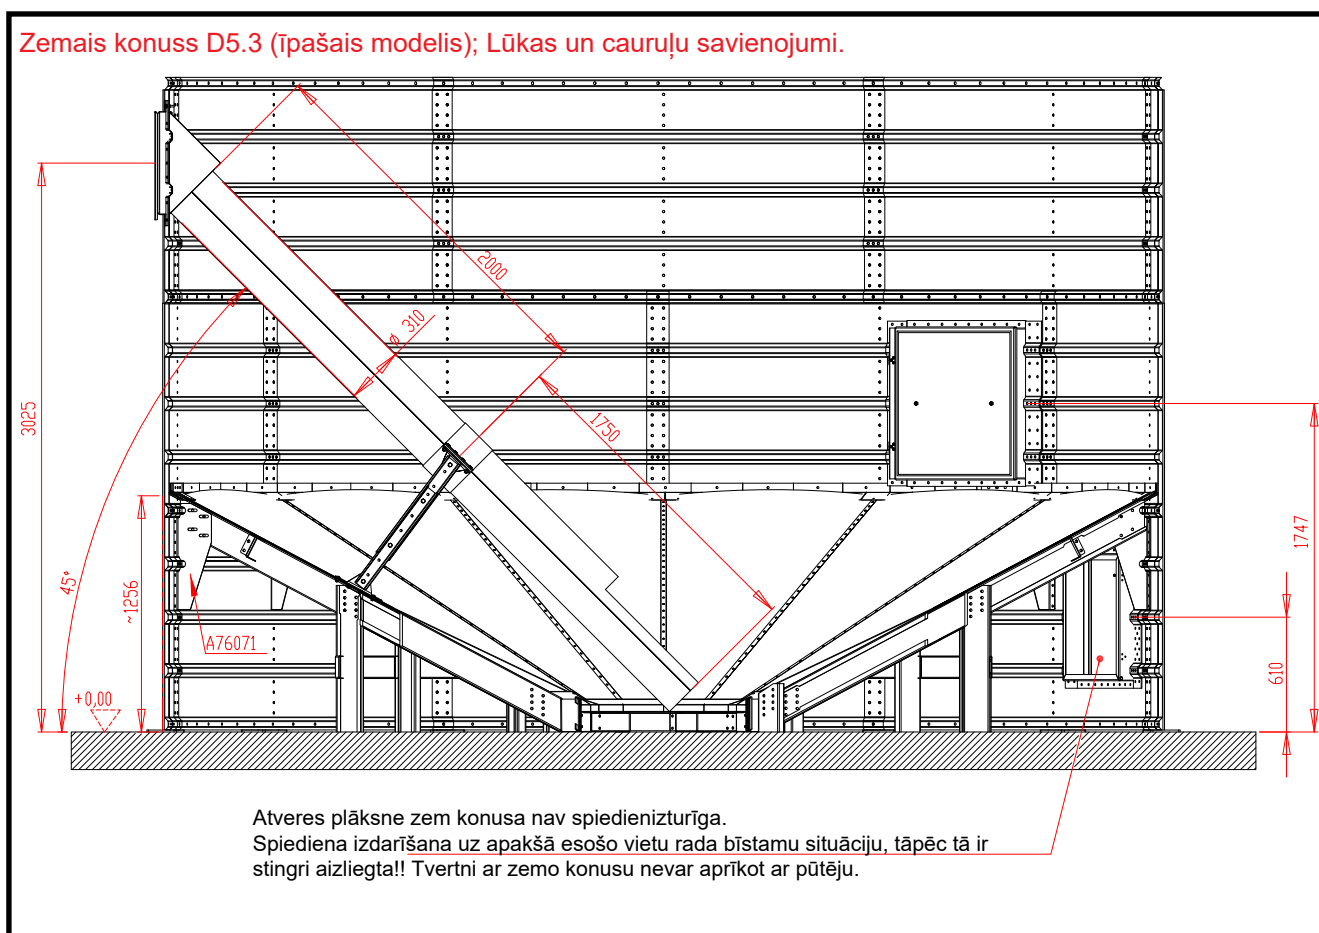 Zemais konuss D5.3 (īpašais modelis); Lūkas un cauruļu savienojumi.
2000
ø 310
3025
1750
45°
~1256
1747
A76071
610
+0,00
Atveres plāksne zem konusa nav spiedienizturīga.
Spiediena izdarīšana uz apakšā esošo vietu rada bīstamu situāciju, tāpēc tā ir
stingri aizliegta!! Tvertni ar zemo konusu nevar aprīkot ar pūtēju.